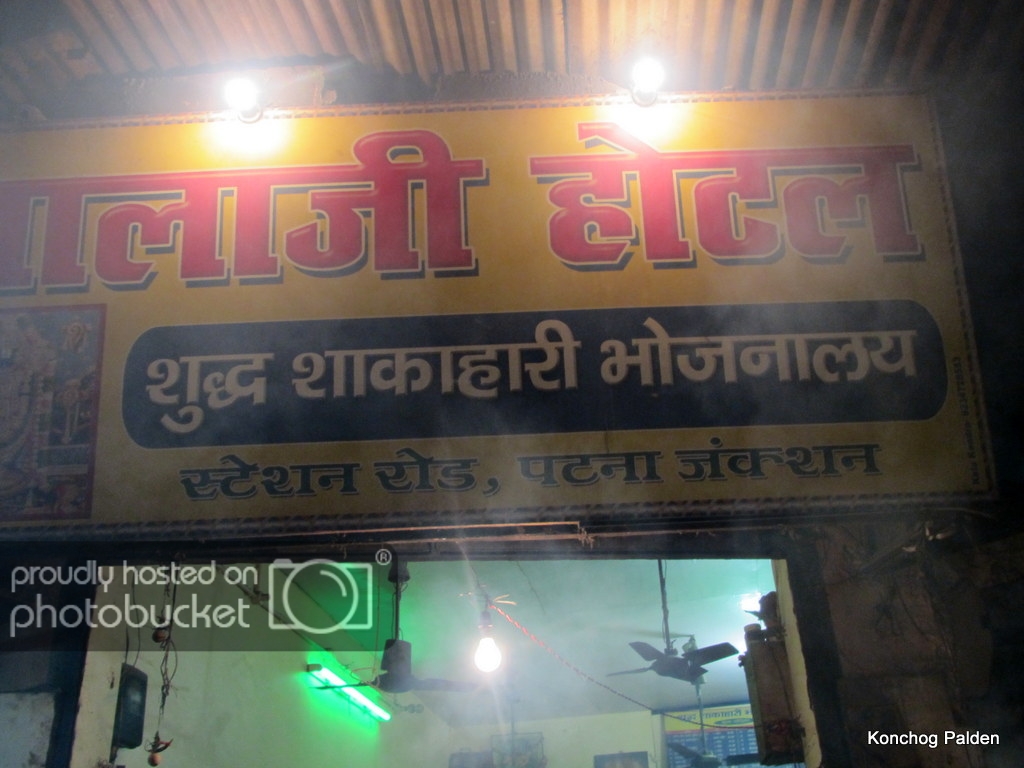 ालाजी होटल
शुद्ध शाकाहारी भोजनालय
स्टेशन रोड, पटना जंक्शन
proudly hosted on
photobucket®
Konchog Palden